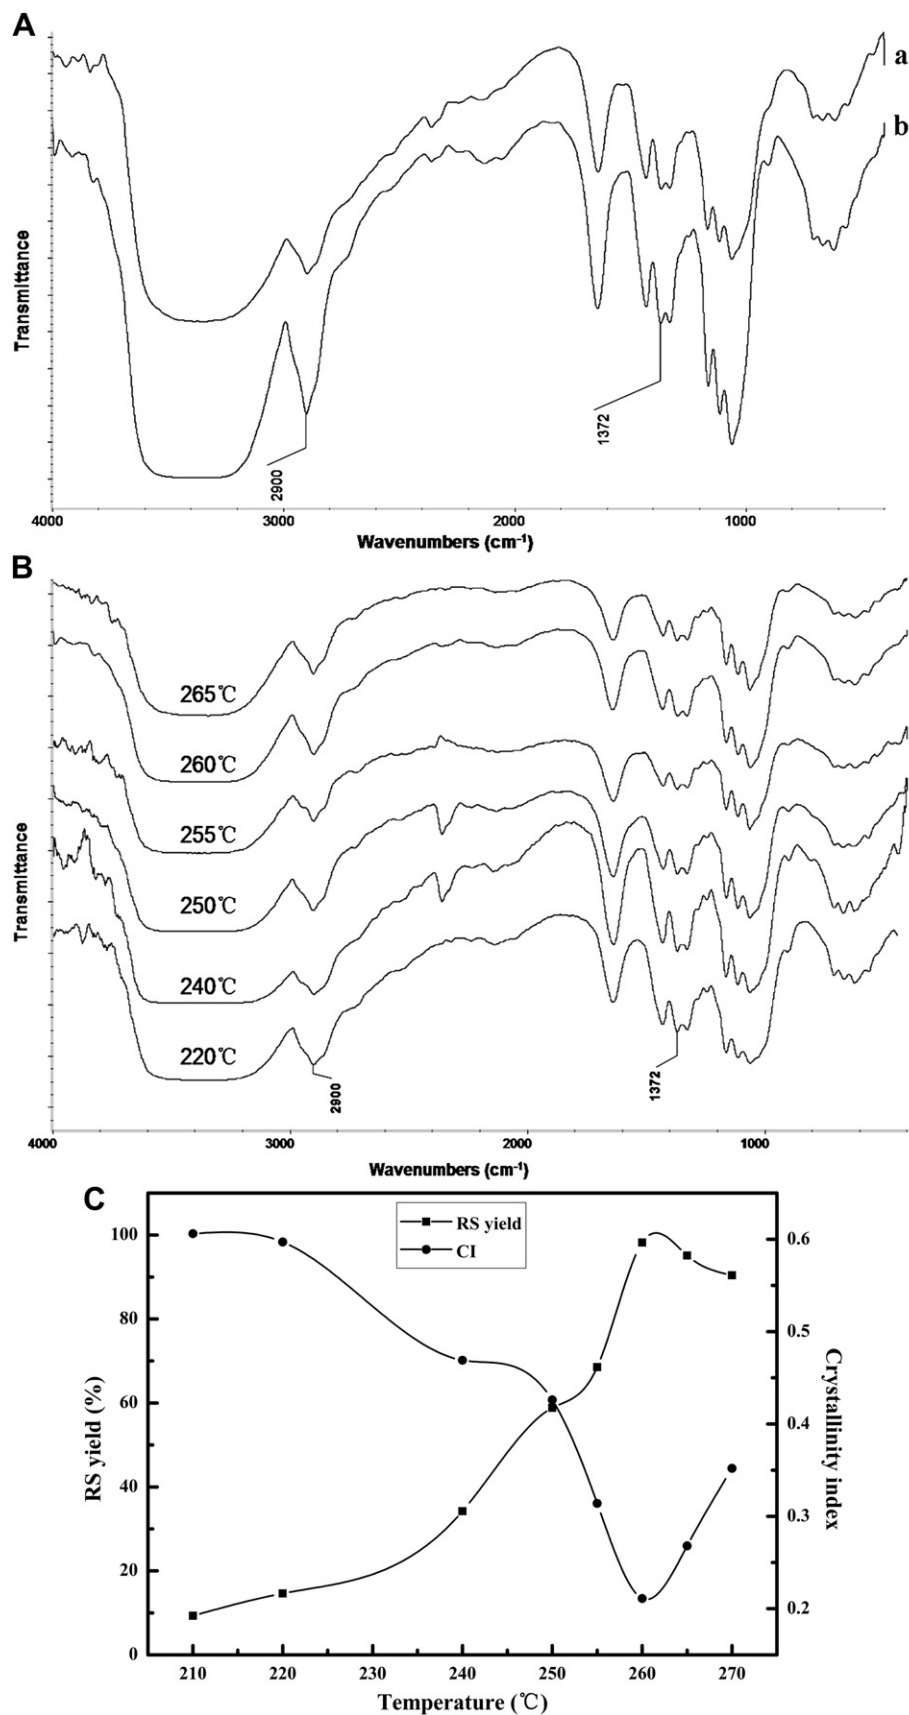 A
a
b
Transmittance
2900
1372
4000 3000 2000 1000
Wavenumbers (cm-1)
B
265℃
260℃
255℃
250℃
240℃
220℃
Transmittance
2900
1372
4000 3000 2000 1000
Wavenumbers (cm-1)
C
RS yield
CI
100
80
60
40
20
0
RS yield (%)
0.6
0.5
0.4
0.3
0.2
Crystallinity index
210 220 230 240 250 260 270
Temperature (℃)